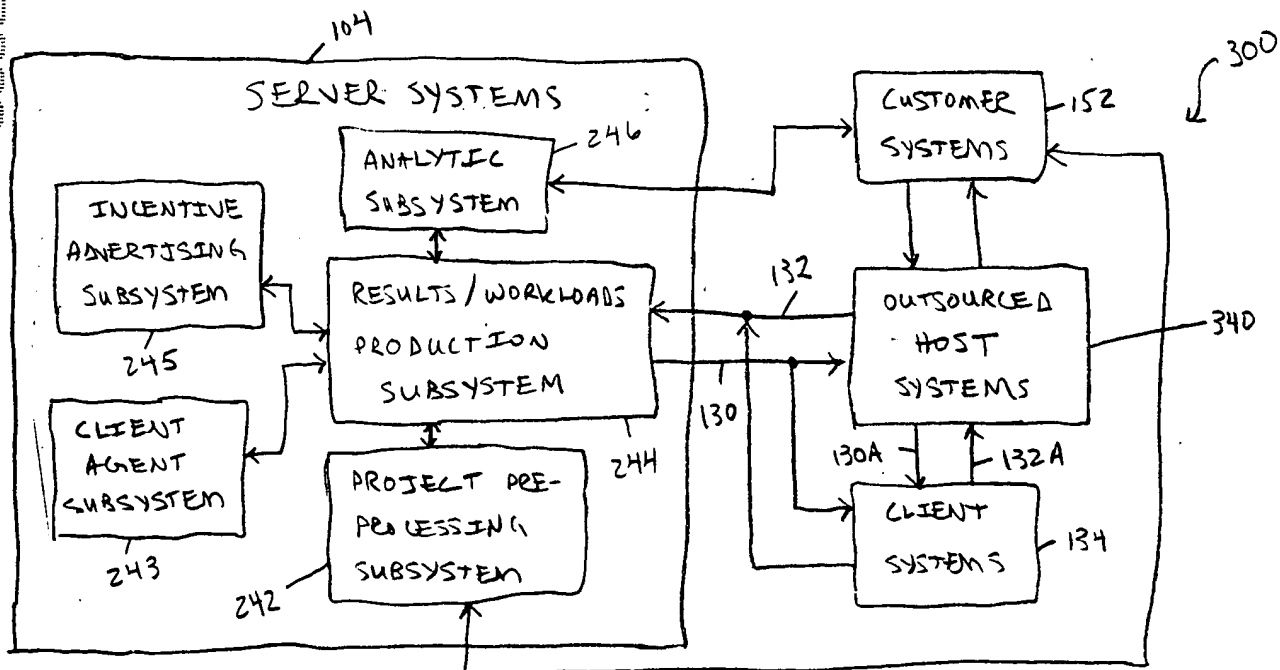 104
300
SERVER SYSTEMS
CUSTOMER
SYSTEMS
152
246
ANALYTIC
SUBSYSTEM
INCENTIVE
ADVERTISING
SUBSYSTEM
245
RESULTS/WORKLOADS
PRODUCTION
SUBSYSTEM
244
132
130
OUTSOURCED
HOST
SYSTEMS
340
CLIENT
AGENT
SUBSYSTEM
243
PROJECT PRE-
PROCESSING
SUBSYSTEM
242
130A
132A
CLIENT
SYSTEMS
134